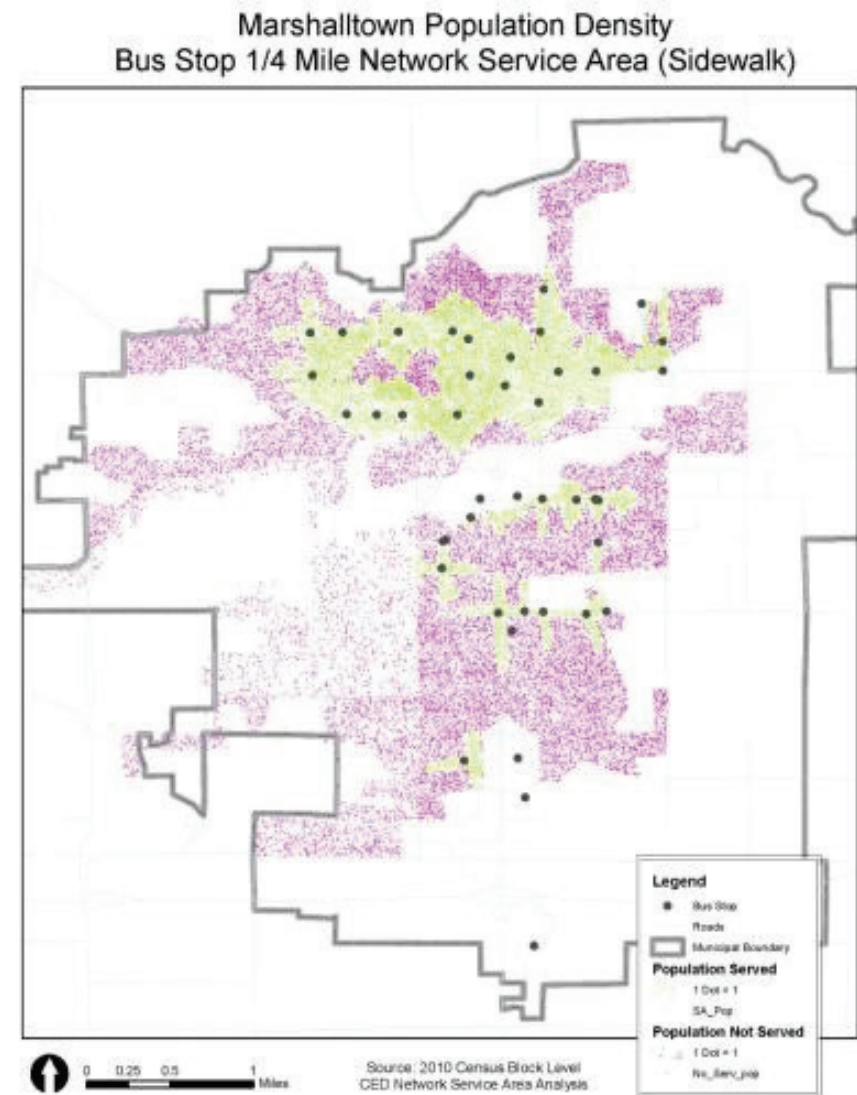 Marshalltown Population Density
Bus Stop 1/4 Mile Network Service Area (Sidewalk)
Legend
Bus Stop
Roads
Municipal Boundary
Population Served
1 Dot = 1
SA_Pop
Population Not Served
1 Dot = 1
No_Serv_pop
0 0.25 0.5 1
Miles
Source: 2010 Census Block Level
CED Network Service Area Analysis